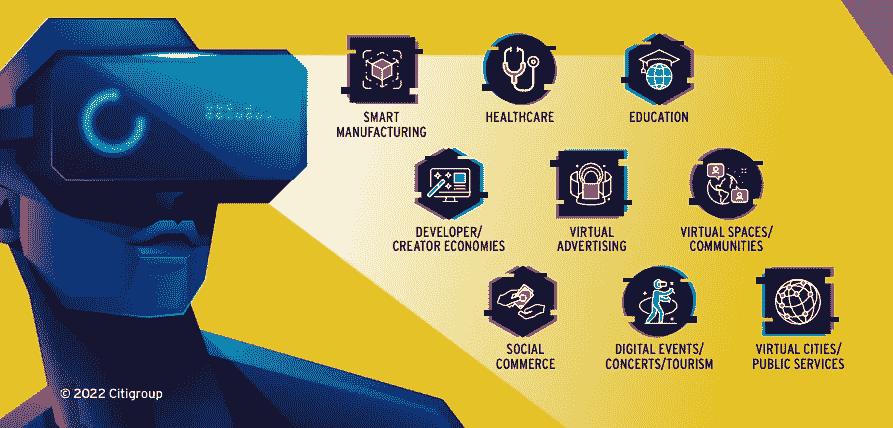 SMART
MANUFACTURING
HEALTHCARE
EDUCATION
DEVELOPER/
CREATOR ECONOMIES
VIRTUAL
ADVERTISING
VIRTUAL SPACES/
COMMUNITIES
SOCIAL
COMMERCE
DIGITAL EVENTS/
CONCERTS/TOURISM
VIRTUAL CITIES/
PUBLIC SERVICES
© 2022 Citigroup